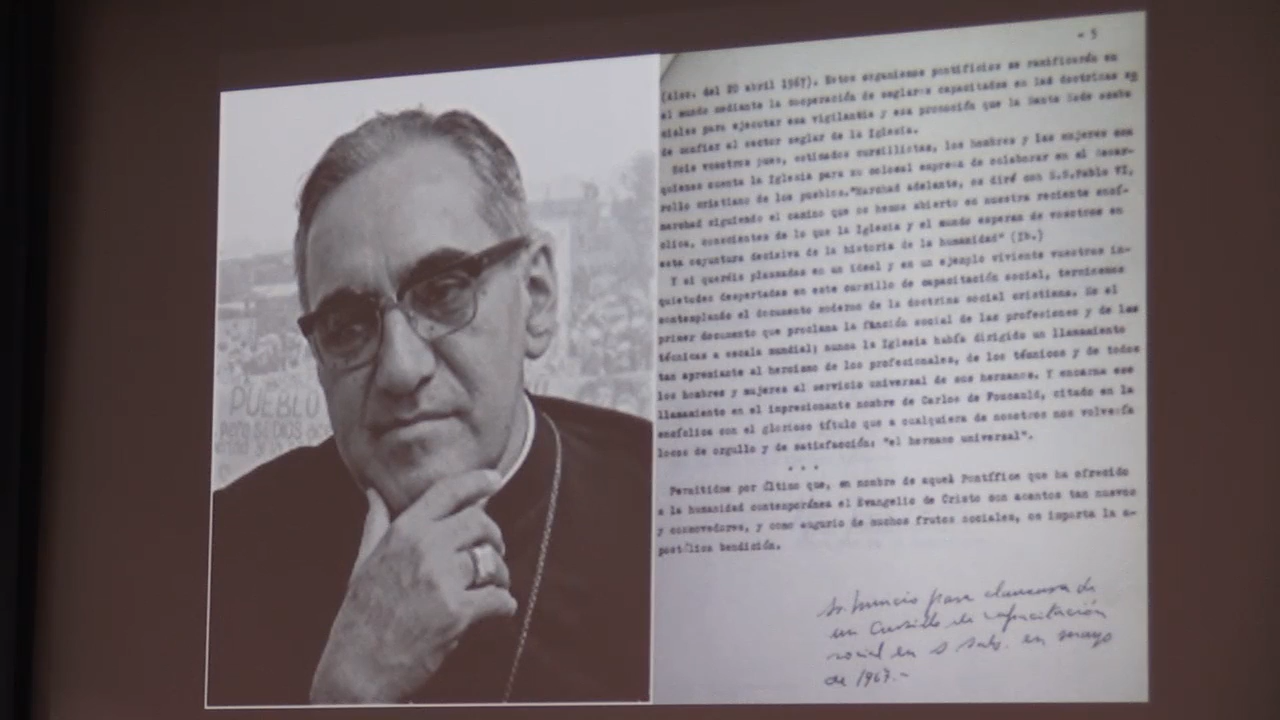 PUEBLO
- 5
(Aloc. del 20 abril 1967). Estos organismos pontificios se ramificarán en
el mundo mediante la cooperación de seglares capacitados en las doctrinas so
ciales para ejecutar esa vigilantia y esa promoción que la Santa Sede acaba
de confiar al sector seglar de la Iglesia.
Sois vosotros pues, estimados cursillistas, los hombres y las mujeres con
quienes cuenta la Iglesia para su colosal empresa de colaborar en el desar-
rollo cristiano de los pueblos."Marchad adelante, os diré con S.S.Pablo VI,
marchad siguiendo el camino que os hemos abierto en nuestra reciente encí-
clica, conscientes de lo que la Iglesia y el mundo esperan de vosotros en
esta coyuntura decisiva de la historia de la humanidad" (Ib.)
Y si queréis plasmadas en un ideal y en un ejemplo viviente vuestras in-
quietudes despertadas en este cursillo de capacitación social, terminemos
contemplando el documento moderno de la doctrina social cristiana. Es el
primer documento que proclama la función social de las profesiones y de las
técnicas a escala mundial; nunca la Iglesia había dirigido un llamamiento
tan apremiante al heroismo de los profesionales, de los técnicos y de todos
los hombres y mujeres al servicio universal de sus hermanos. Y encarna ese
llamamiento en el impresionante nombre de Carlos de Foucauld, citado en la
encíclica con el glorioso título que a cualquiera de nosotros nos volvería
locos de orgullo y de satisfacción: "el hermano universal".
* * *
Permitidme por último que, en nombre de aquel Pontífice que ha ofrecido
a la humanidad contemporánea el Evangelio de Cristo con acentos tan nuevos
y conmovedores, y como augurio de muchos frutos sociales, os imparta la a-
postólica bendición.
Nuncio para clausura de
un Cursillo de capacitación
social en S Salv. en mayo
de 1967.-